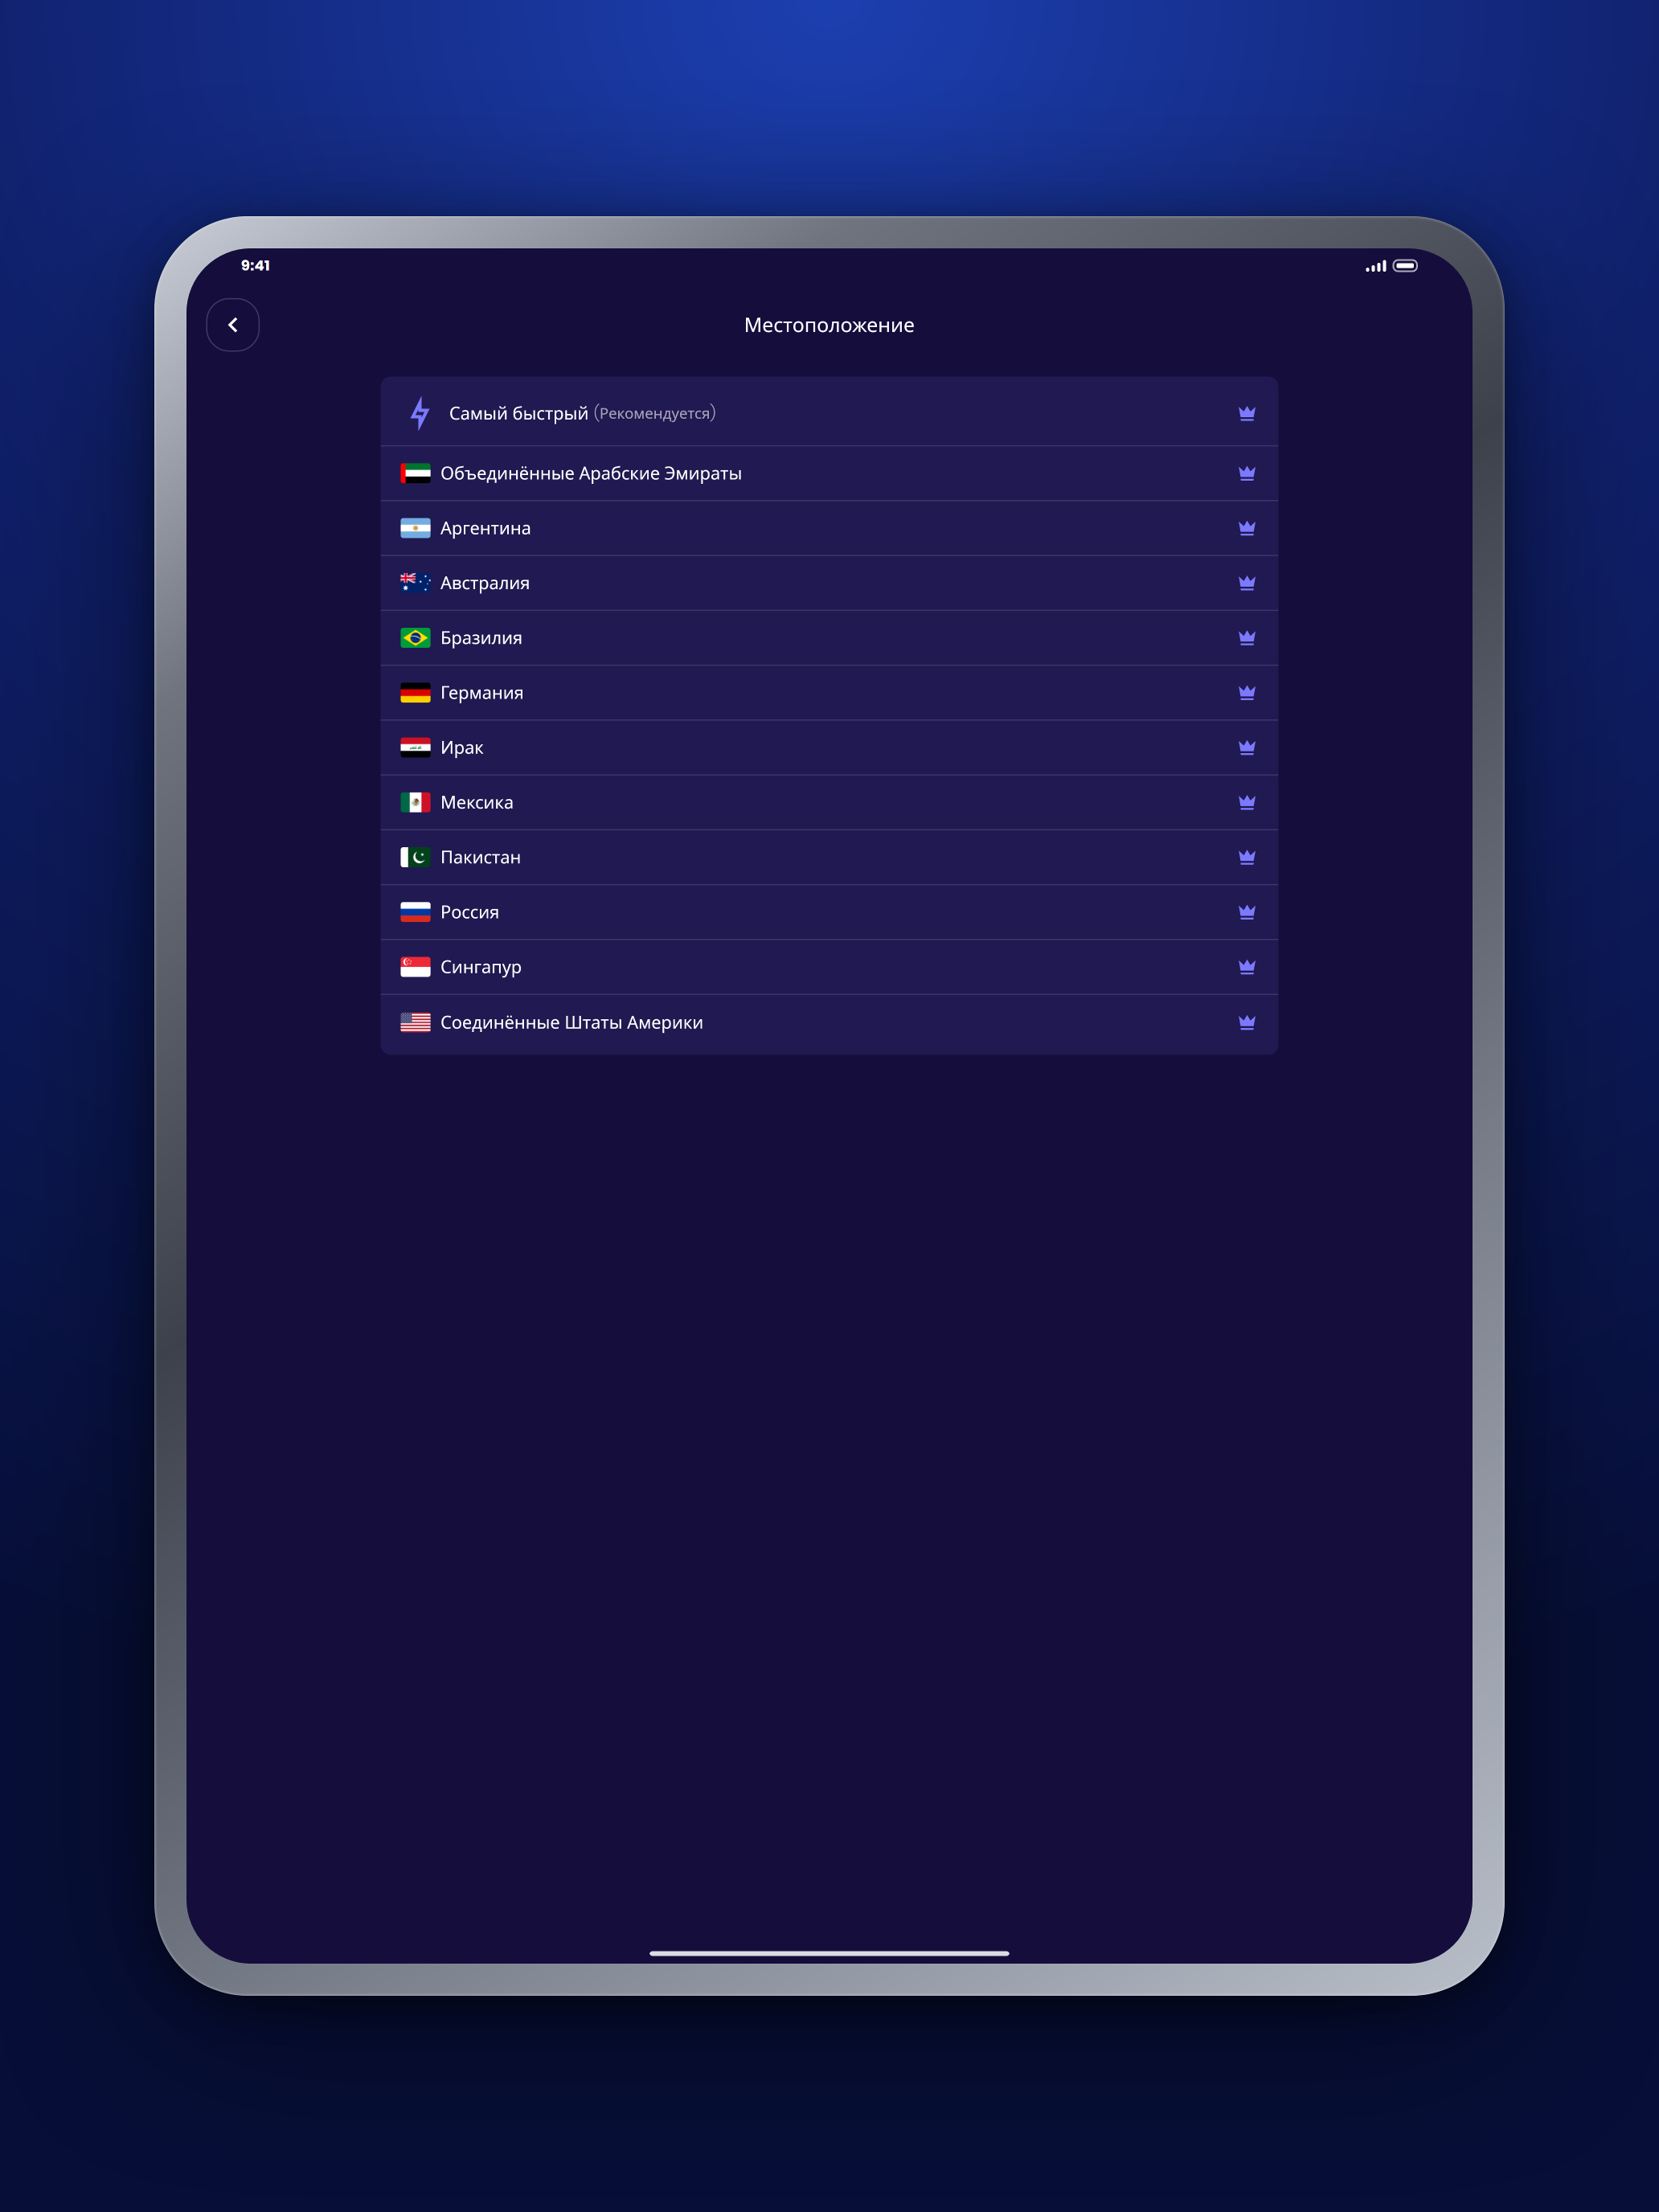 9:41
Местоположение
Самый быстрый (Рекомендуется)
Объединённые Арабские Эмираты
Аргентина
Австралия
Бразилия
Германия
Ирак
Мексика
Пакистан
Россия
Сингапур
Соединённые Штаты Америки